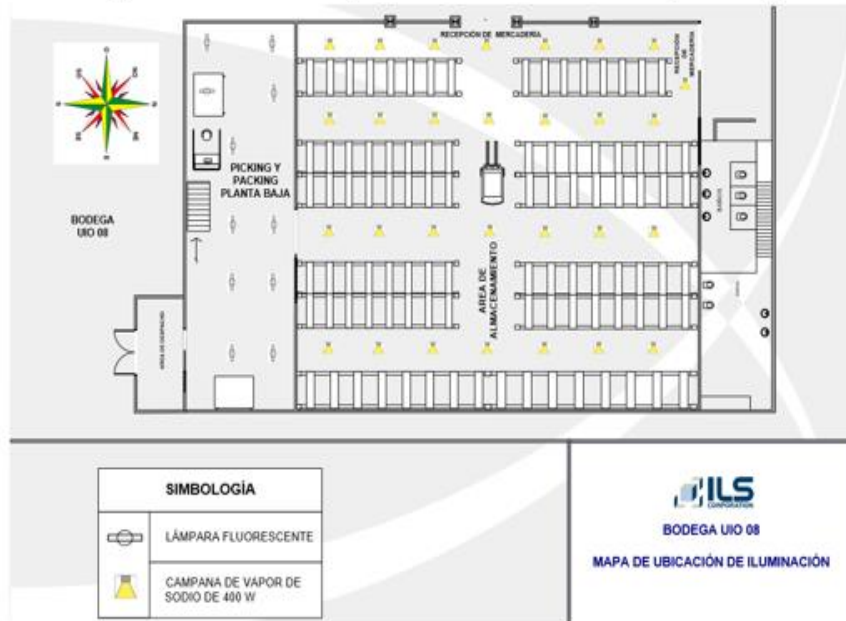 RECEPCIÓN DE MERCADERÍA
RECEPCIÓN
DE
MERCADERÍA
PICKING Y
PACKING
PLANTA BAJA
BODEGA
UIO 08
BAÑOS
AREA DE
ALMACENAMIENTO
AREA DE DESPACHO
SIMBOLOGÍA
LÁMPARA FLUORESCENTE
CAMPANA DE VAPOR DE
SODIO DE 400 W
ILS
CORPORATION
BODEGA UIO 08
MAPA DE UBICACIÓN DE ILUMINACIÓN